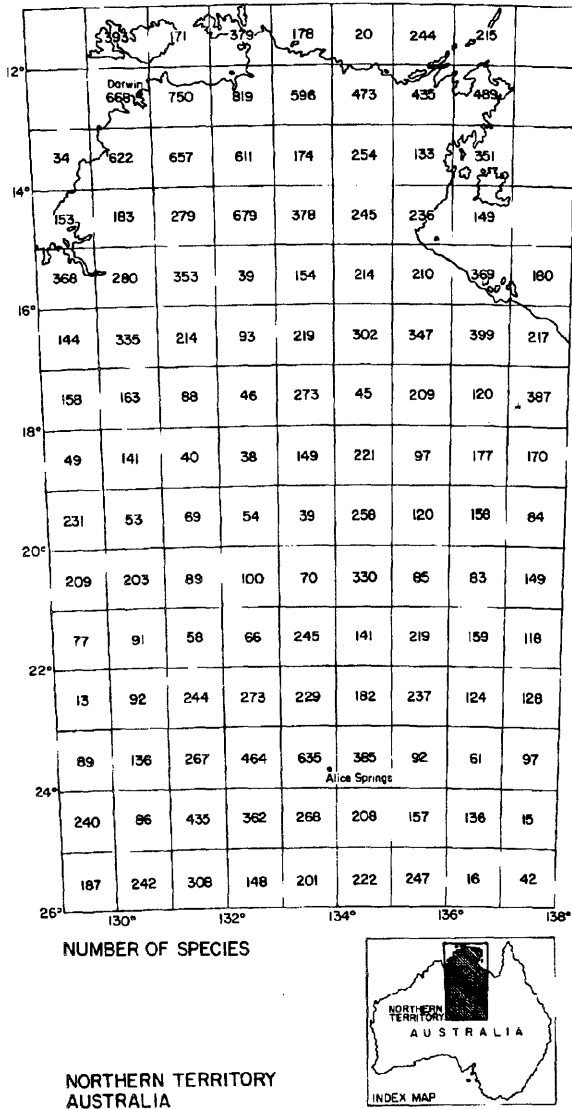 393 71 379 178 20 244 215
12°
Darwin
668 750 819 596 473 435 489
34 622 657 611 174 254 133 351
14°
153 183 279 679 378 245 236 149
368 280 353 39 154 214 210 369 180
16°
144 335 214 93 219 302 347 399 217
158 163 88 46 273 45 209 120 387
18°
49 141 40 38 149 221 97 177 170
231 53 69 54 39 258 120 158 84
20°
209 203 89 100 70 330 85 83 149
77 91 58 66 245 141 219 159 118
22°
13 92 244 273 229 182 237 124 128
89 136 267 464 635 385 92 61 97
Alice Springs
24°
240 86 435 362 268 208 157 136 15
187 242 308 148 201 222 247 16 42
26°
130° 132° 134° 136° 138°
NUMBER OF SPECIES
NORTHERN
TERRITORY
AUSTRALIA
INDEX MAP
NORTHERN TERRITORY
AUSTRALIA